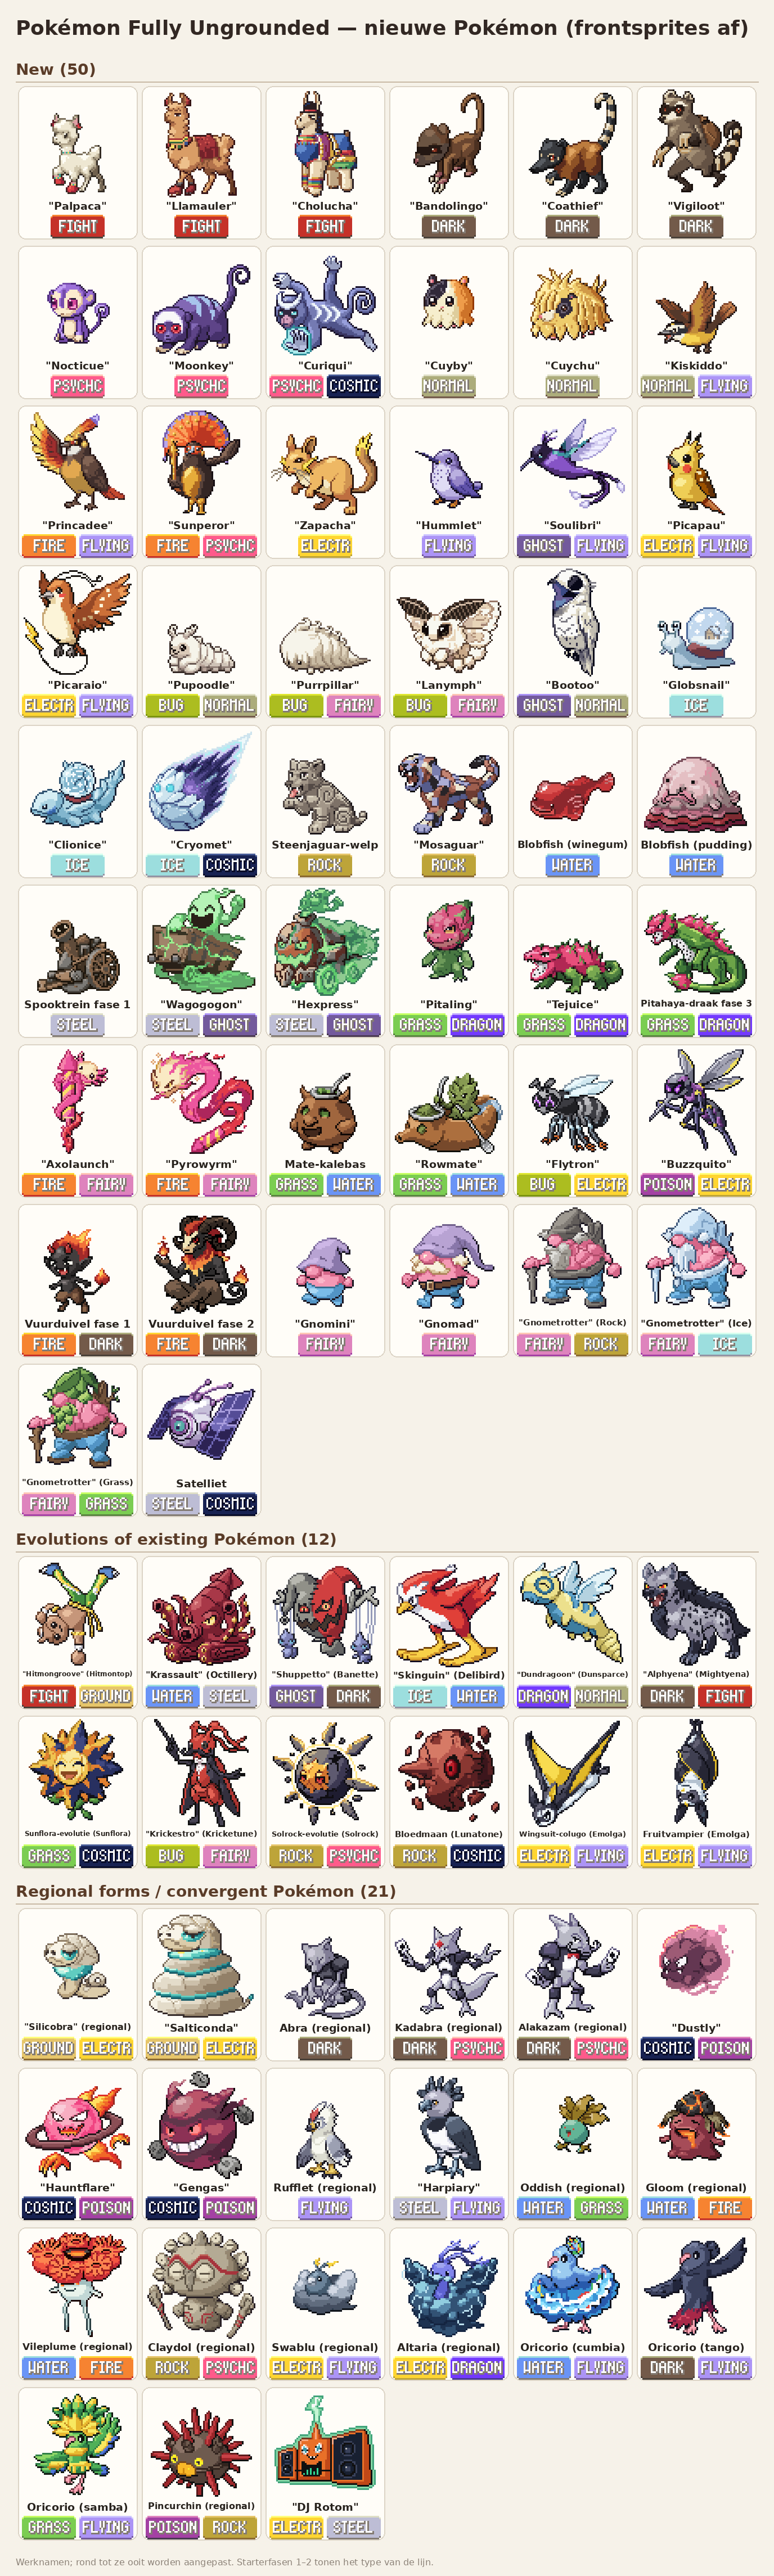 Pokémon Fully Ungrounded — nieuwe Pokémon (frontsprites af)
New (50)
"Palpaca" "Llamauler" "Cholucha" "Bandolingo" "Coathief" "Vigiloot"
FIGHT FIGHT FIGHT DARK DARK DARK
"Nocticue" "Moonkey" "Curiqui" "Cuyby" "Cuychu" "Kiskiddo"
PSYCHC PSYCHC PSYCHC COSMIC NORMAL NORMAL NORMAL FLYING
"Princadee" "Sunperor" "Zapacha" "Hummlet" "Soulibri" "Picapau"
FIRE FLYING FIRE PSYCHC ELECTR FLYING GHOST FLYING ELECTR FLYING
"Picaraio" "Pupoodle" "Purrpillar" "Lanymph" "Bootoo" "Globsnail"
ELECTR FLYING BUG NORMAL BUG FAIRY BUG FAIRY GHOST NORMAL ICE
"Clionice" "Cryomet" Steenjaguar-welp "Mosaguar" Blobfish (winegum) Blobfish (pudding)
ICE ICE COSMIC ROCK ROCK WATER WATER
Spooktrein fase 1 "Wagogogon" "Hexpress" "Pitaling" "Tejuice" Pitahaya-draak fase 3
STEEL STEEL GHOST STEEL GHOST GRASS DRAGON GRASS DRAGON GRASS DRAGON
"Axolaunch" "Pyrowyrm" Mate-kalebas "Rowmate" "Flytron" "Buzzquito"
FIRE FAIRY FIRE FAIRY GRASS WATER GRASS WATER BUG ELECTR POISON ELECTR
Vuurduivel fase 1 Vuurduivel fase 2 "Gnomini" "Gnomad" "Gnometrotter" (Rock) "Gnometrotter" (Ice)
FIRE DARK FIRE DARK FAIRY FAIRY FAIRY ROCK FAIRY ICE
"Gnometrotter" (Grass) Satelliet
FAIRY GRASS STEEL COSMIC
Evolutions of existing Pokémon (12)
"Hitmongroove" (Hitmontop) "Krassault" (Octillery) "Shuppetto" (Banette) "Skinguin" (Delibird) "Dundragoon" (Dunsparce) "Alphyena" (Mightyena)
FIGHT GROUND WATER STEEL GHOST DARK ICE WATER DRAGON NORMAL DARK FIGHT
Sunflora-evolutie (Sunflora) "Krickestro" (Kricketune) Solrock-evolutie (Solrock) Bloedmaan (Lunatone) Wingsuit-colugo (Emolga) Fruitvampier (Emolga)
GRASS COSMIC BUG FAIRY ROCK PSYCHC ROCK COSMIC ELECTR FLYING ELECTR FLYING
Regional forms / convergent Pokémon (21)
"Silicobra" (regional) "Salticonda" Abra (regional) Kadabra (regional) Alakazam (regional) "Dustly"
GROUND ELECTR GROUND ELECTR DARK DARK PSYCHC DARK PSYCHC COSMIC POISON
"Hauntflare" "Gengas" Rufflet (regional) "Harpiary" Oddish (regional) Gloom (regional)
COSMIC POISON COSMIC POISON FLYING STEEL FLYING WATER GRASS WATER FIRE
Vileplume (regional) Claydol (regional) Swablu (regional) Altaria (regional) Oricorio (cumbia) Oricorio (tango)
WATER FIRE ROCK PSYCHC ELECTR FLYING ELECTR DRAGON WATER FLYING DARK FLYING
Oricorio (samba) Pincurchin (regional) "DJ Rotom"
GRASS FLYING POISON ROCK ELECTR STEEL
Werknamen; rond tot ze ooit worden aangepast. Starterfasen 1–2 tonen het type van de lijn.